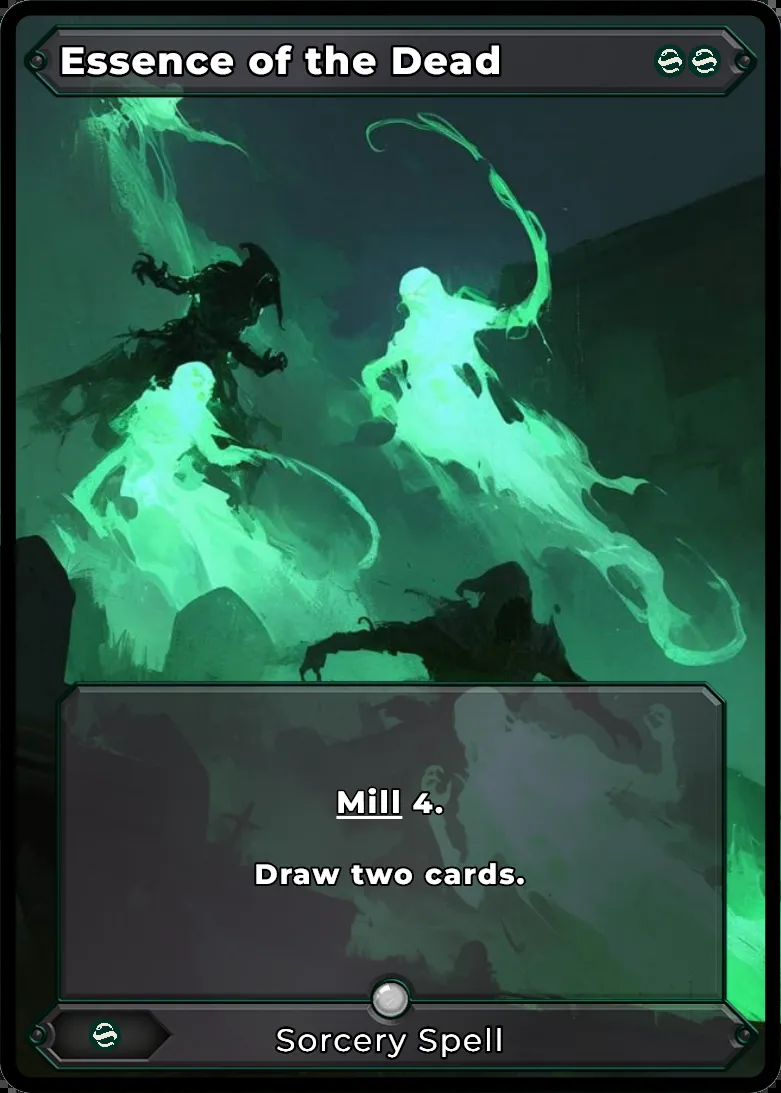 Essence of the Dead
Mill 4.
Draw two cards.
Sorcery Spell